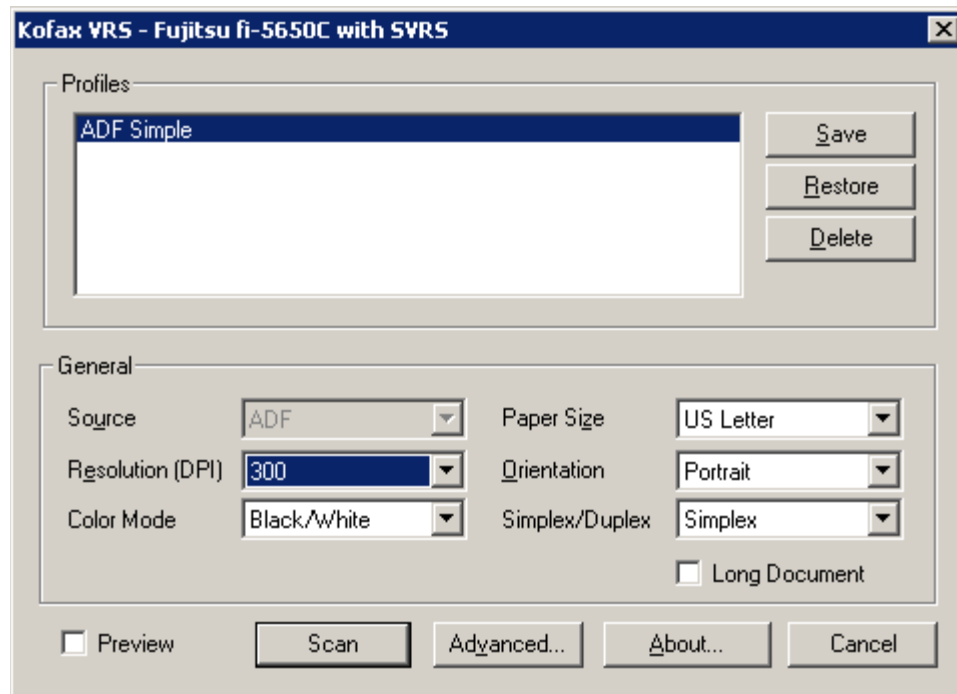 Kofax VRS - Fujitsu fi-5650C with SVRS
Profiles
ADF Simple
Save
Restore
Delete
General
Source ADF Paper Size US Letter
Resolution (DPI) 300 Orientation Portrait
Color Mode Black/White Simplex/Duplex Simplex
Long Document
Preview Scan Advanced... About... Cancel